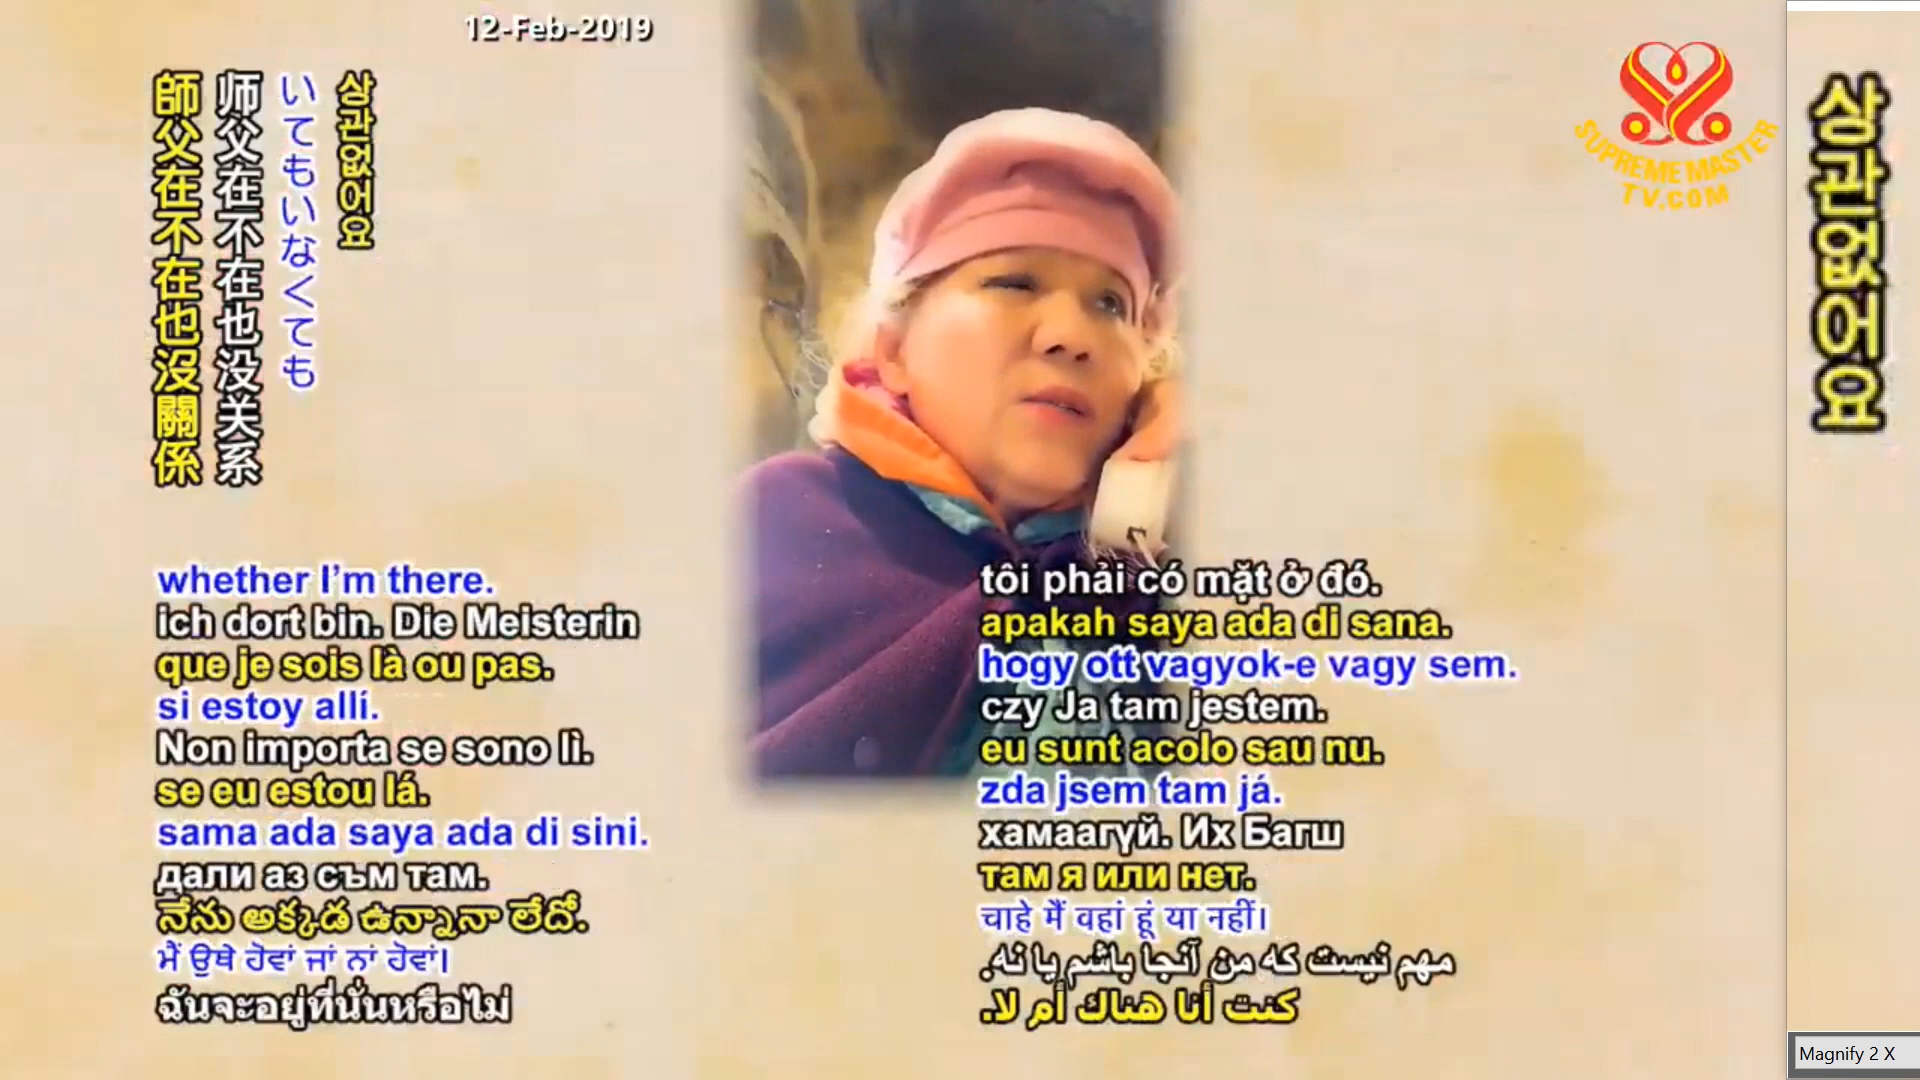 12-Feb-2019
師父在不在也沒關係
师父在不在也没关系
いてもいなくても
상관없어요
SUPREME MASTER
TV.COM
상관없어요
whether I’m there.
ich dort bin. Die Meisterin
que je sois là ou pas.
si estoy allí.
Non importa se sono lì.
se eu estou lá.
sama ada saya ada di sini.
дали аз съм там.
నేను అక్కడ ఉన్నానా లేదో.
ਮੈਂ ਉਥੇ ਹੋਵਾਂ ਜਾਂ ਨਾਂ ਹੋਵਾਂ।
ฉันจะอยู่ที่นั่นหรือไม่
tôi phải có mặt ở đó.
apakah saya ada di sana.
hogy ott vagyok-e vagy sem.
czy Ja tam jestem.
eu sunt acolo sau nu.
zda jsem tam já.
хамаагүй. Их Багш
там я или нет.
चाहे मैं वहां हूं या नहीं।
مهم نیست که من آنجا باشم یا نه.
كنت أنا هناك أم لا.
Magnify 2 X